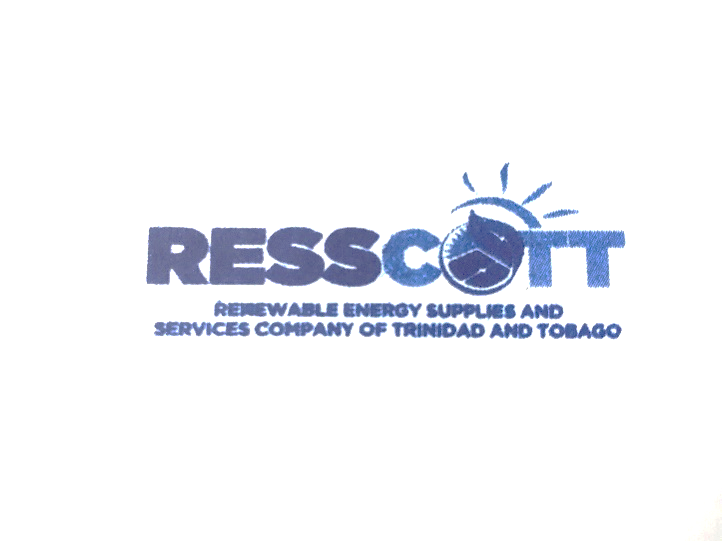 RESSCOTT
RENEWABLE ENERGY SUPPLIES AND
SERVICES COMPANY OF TRINIDAD AND TOBAGO